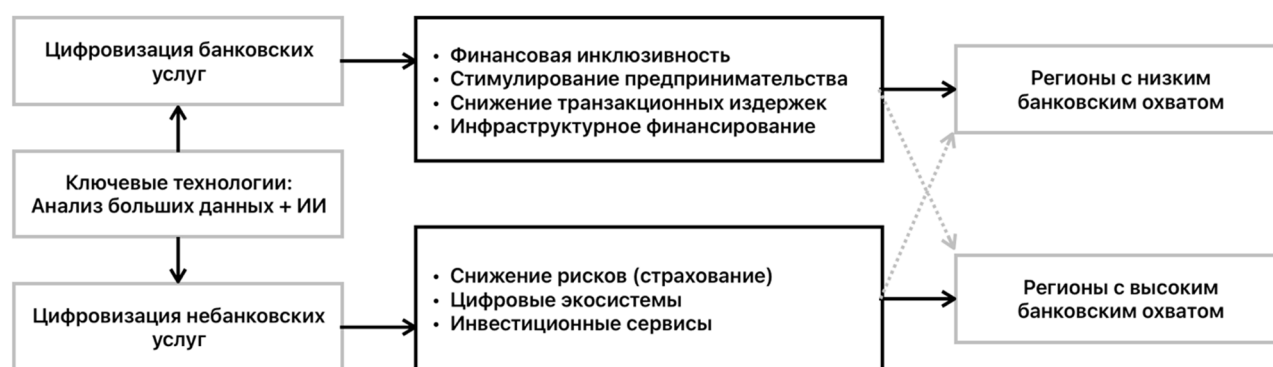 Цифровизация банковских
услуг
• Финансовая инклюзивность
• Стимулирование предпринимательства
• Снижение транзакционных издержек
• Инфраструктурное финансирование
Регионы с низким
банковским охватом
Ключевые технологии:
Анализ больших данных + ИИ
Цифровизация небанковских
услуг
• Снижение рисков (страхование)
• Цифровые экосистемы
• Инвестиционные сервисы
Регионы с высоким
банковским охватом